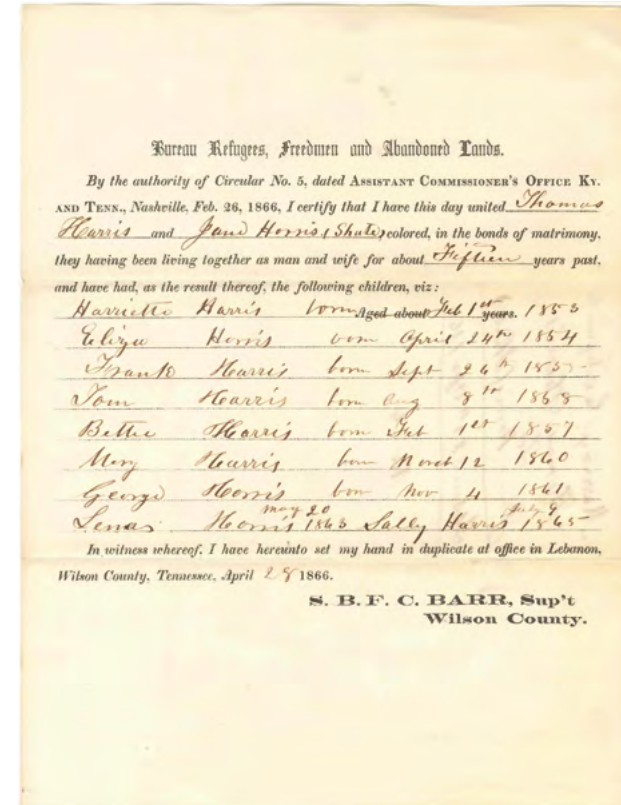 Bureau Refugees, Freedmen and Abandoned Lands.
By the authority of Circular No. 5, dated ASSISTANT COMMISSIONER'S OFFICE KY.
AND TENN., Nashville, Feb. 26, 1866, I certify that I have this day united Thomas
Harris and Jane Harris (Shute) colored, in the bonds of matrimony,
they having been living together as man and wife for about Fifteen years past,
and have had, as the result thereof, the following children, viz:
Harriette Harris born Aged about Feb 1st years. 1853
Eliza Harris born April 24th 1854
Frank Harris born Sept 26th 1855
Tom Harris born Aug 8th 1858
Bettie Harris born Feb 1st 1857
Mery Harris born March 12 1860
George Harris born Nov 4 1861
Lenas Harris May 20 1863 Sally Harris July 9 1865
In witness whereof, I have hereunto set my hand in duplicate at office in Lebanon,
Wilson County, Tennessee, April 28 1866.
S. B. F. C. BARR, Sup't
Wilson County.